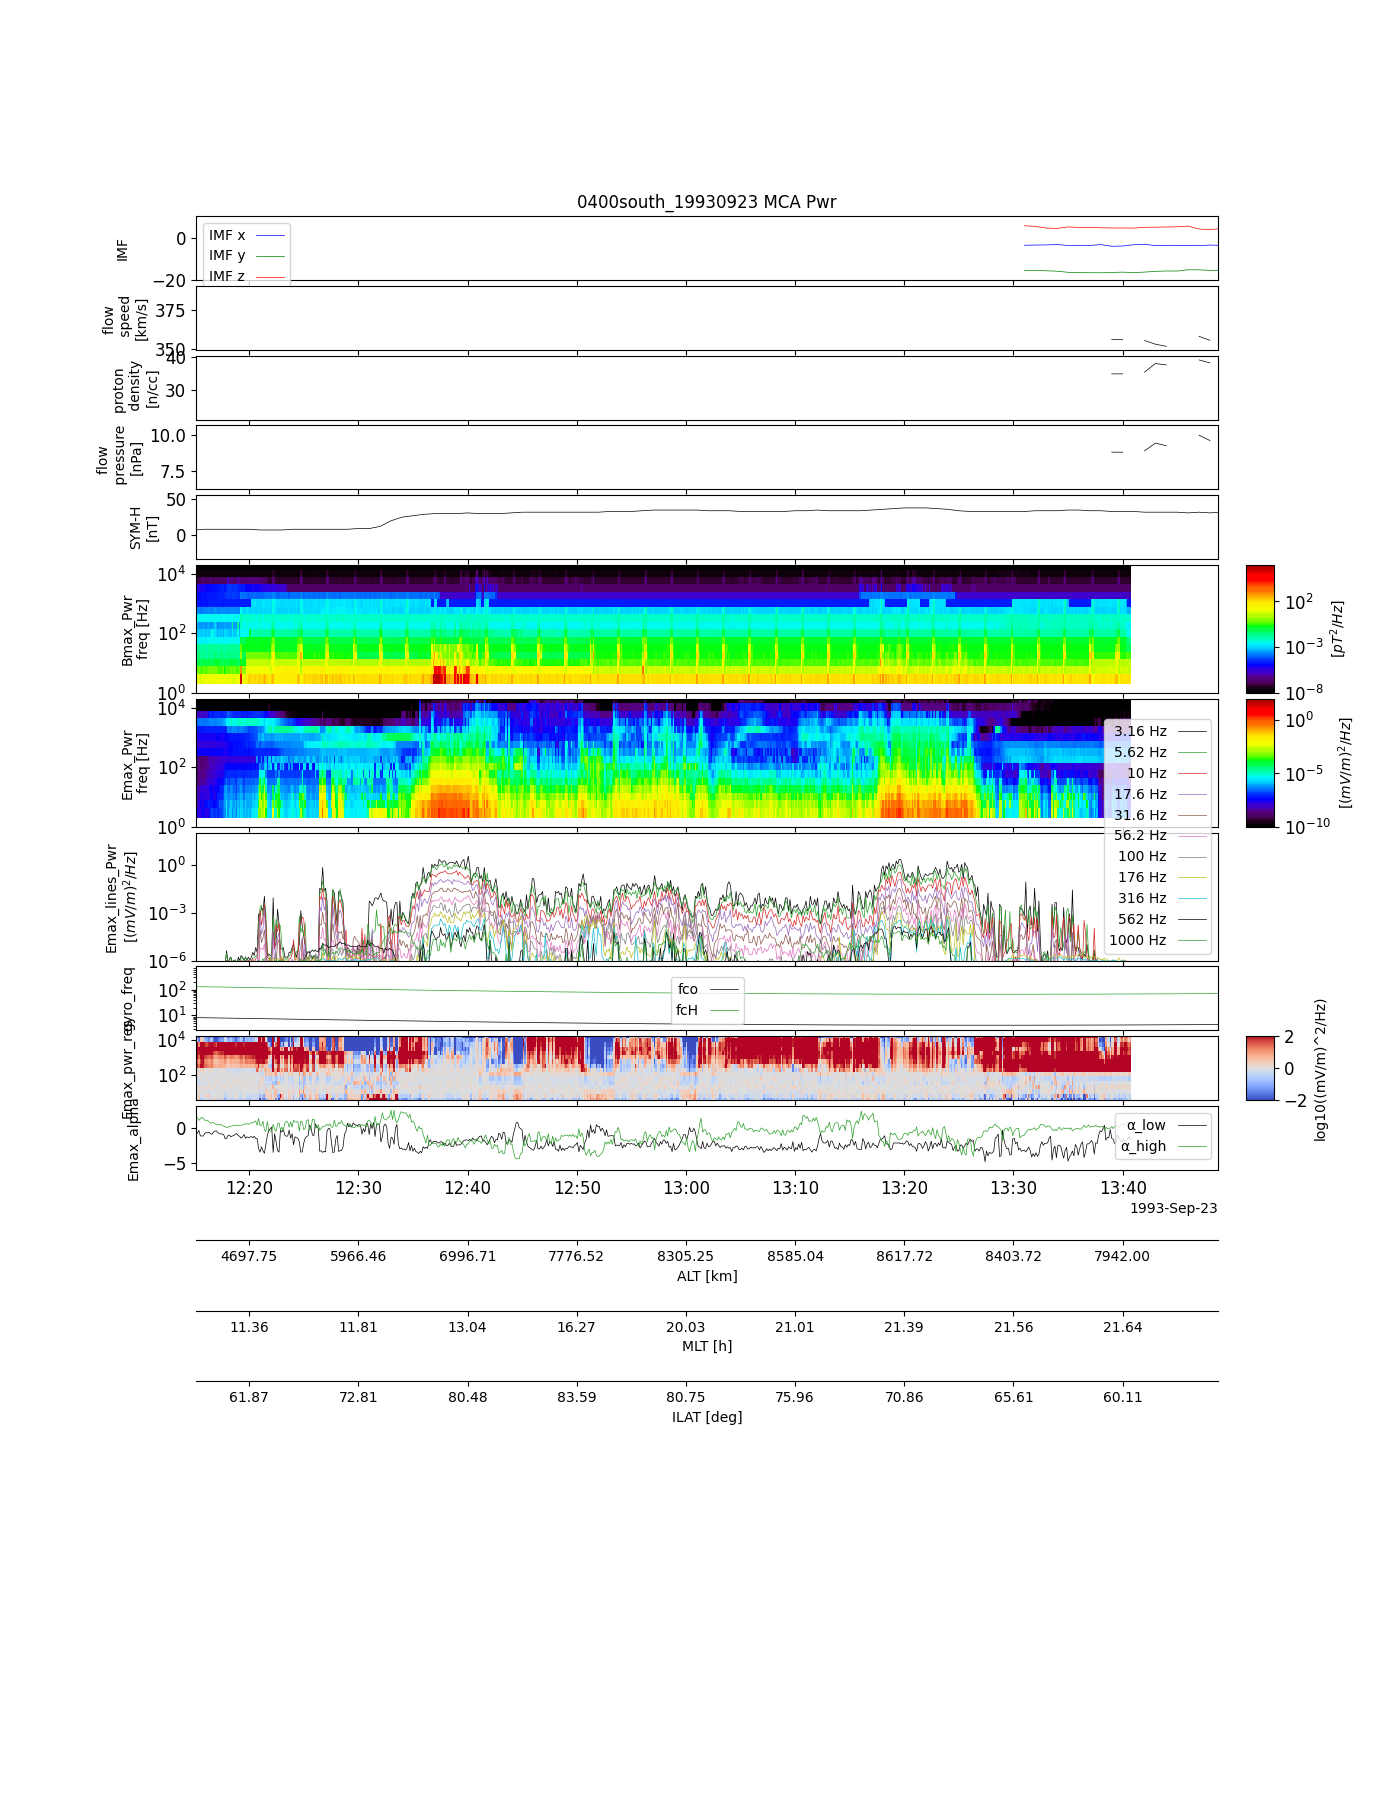 0400south_19930923 MCA Pwr
IMF
0
−20
IMF x
IMF y
IMF z
flow
speed
[km/s]
375
350
proton
density
[n/cc]
40
30
flow
pressure
[nPa]
10.0
7.5
SYM-H
[nT]
50
0
Bmax_Pwr
freq [Hz]
10^4
10^2
10^0
10^2
10^−3
10^−8
[pT^2/Hz]
Emax_Pwr
freq [Hz]
10^4
10^2
10^0
10^0
10^−5
10^−10
[(mV/m)^2/Hz]
3.16 Hz
5.62 Hz
10 Hz
17.6 Hz
31.6 Hz
56.2 Hz
100 Hz
176 Hz
316 Hz
562 Hz
1000 Hz
Emax_lines_Pwr
[(mV/m)^2/Hz]
10^0
10^−3
10^−6
10^2
10^1
fco
fcH
10^4
10^2
2
0
−2
log10((mV/m)^2/Hz)
Emax_alpha
0
−5
α_low
α_high
12:20 12:30 12:40 12:50 13:00 13:10 13:20 13:30 13:40
1993-Sep-23
4697.75 5966.46 6996.71 7776.52 8305.25 8585.04 8617.72 8403.72 7942.00
ALT [km]
11.36 11.81 13.04 16.27 20.03 21.01 21.39 21.56 21.64
MLT [h]
61.87 72.81 80.48 83.59 80.75 75.96 70.86 65.61 60.11
ILAT [deg]